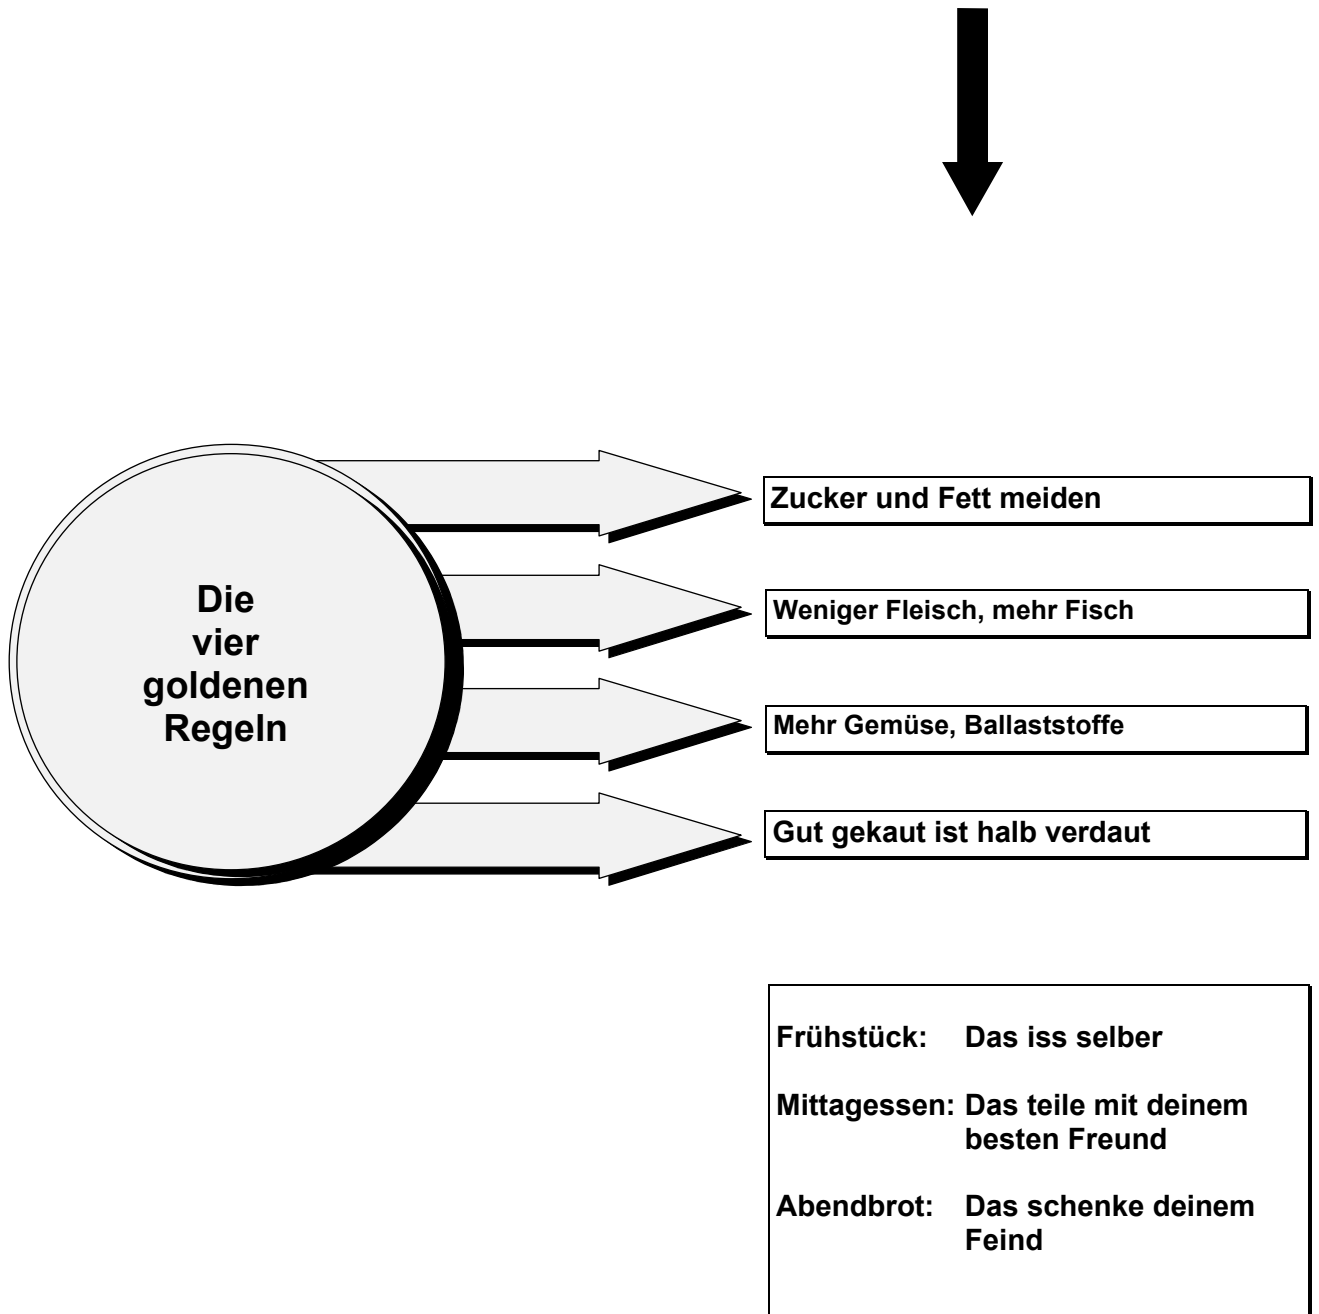 Die
vier
goldenen
Regeln
Zucker und Fett meiden
Weniger Fleisch, mehr Fisch
Mehr Gemüse, Ballaststoffe
Gut gekaut ist halb verdaut
Frühstück: Das iss selber
Mittagessen: Das teile mit deinem
besten Freund
Abendbrot: Das schenke deinem
Feind